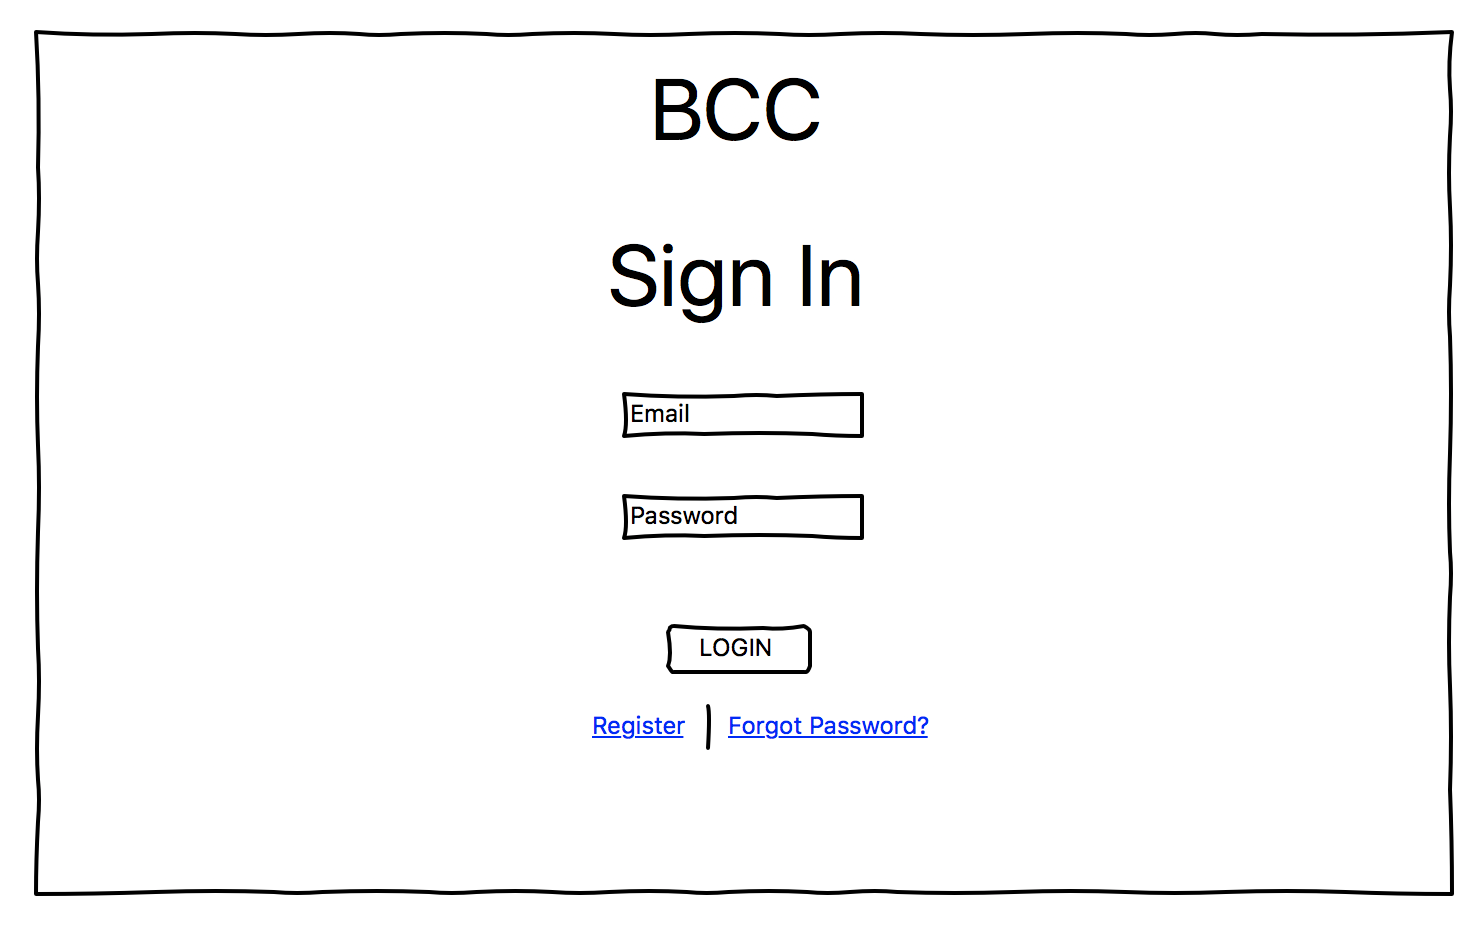 BCC
Sign In
Email
Password
LOGIN
Register | Forgot Password?